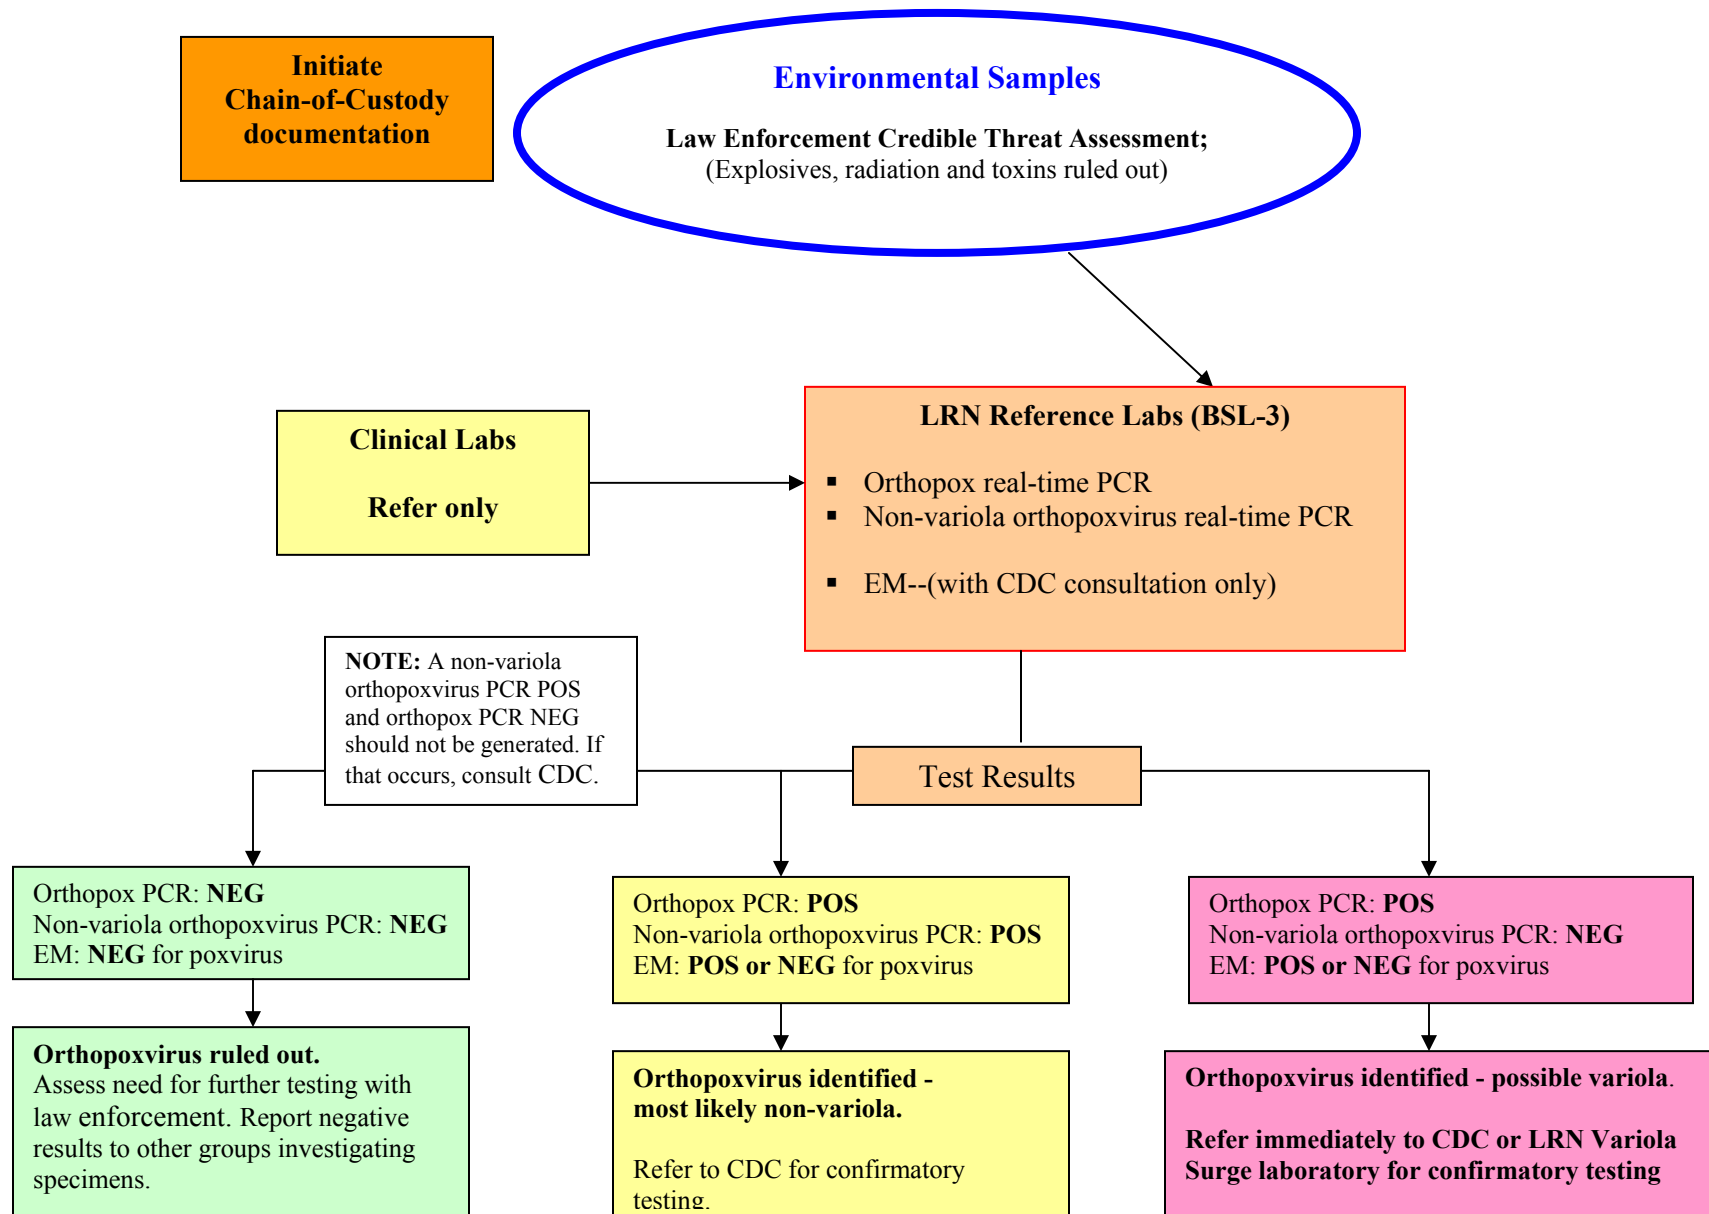 Initiate
Chain-of-Custody
documentation
Environmental Samples
Law Enforcement Credible Threat Assessment;
(Explosives, radiation and toxins ruled out)
Clinical Labs
Refer only
LRN Reference Labs (BSL-3)
▪ Orthopox real-time PCR
▪ Non-variola orthopoxvirus real-time PCR
▪ EM--(with CDC consultation only)
NOTE: A non-variola
orthopoxvirus PCR POS
and orthopox PCR NEG
should not be generated. If
that occurs, consult CDC.
Test Results
Orthopox PCR: NEG
Non-variola orthopoxvirus PCR: NEG
EM: NEG for poxvirus
Orthopox PCR: POS
Non-variola orthopoxvirus PCR: POS
EM: POS or NEG for poxvirus
Orthopox PCR: POS
Non-variola orthopoxvirus PCR: NEG
EM: POS or NEG for poxvirus
Orthopoxvirus ruled out.
Assess need for further testing with
law enforcement. Report negative
results to other groups investigating
specimens.
Orthopoxvirus identified -
most likely non-variola.
Refer to CDC for confirmatory
testing.
Orthopoxvirus identified - possible variola.
Refer immediately to CDC or LRN Variola
Surge laboratory for confirmatory testing